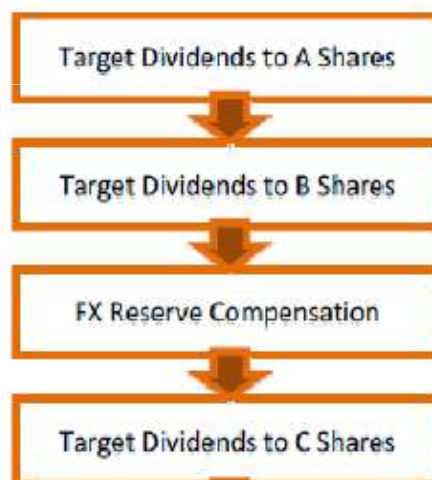 Target Dividends to A Shares
Target Dividends to B Shares
FX Reserve Compensation
Target Dividends to C Shares